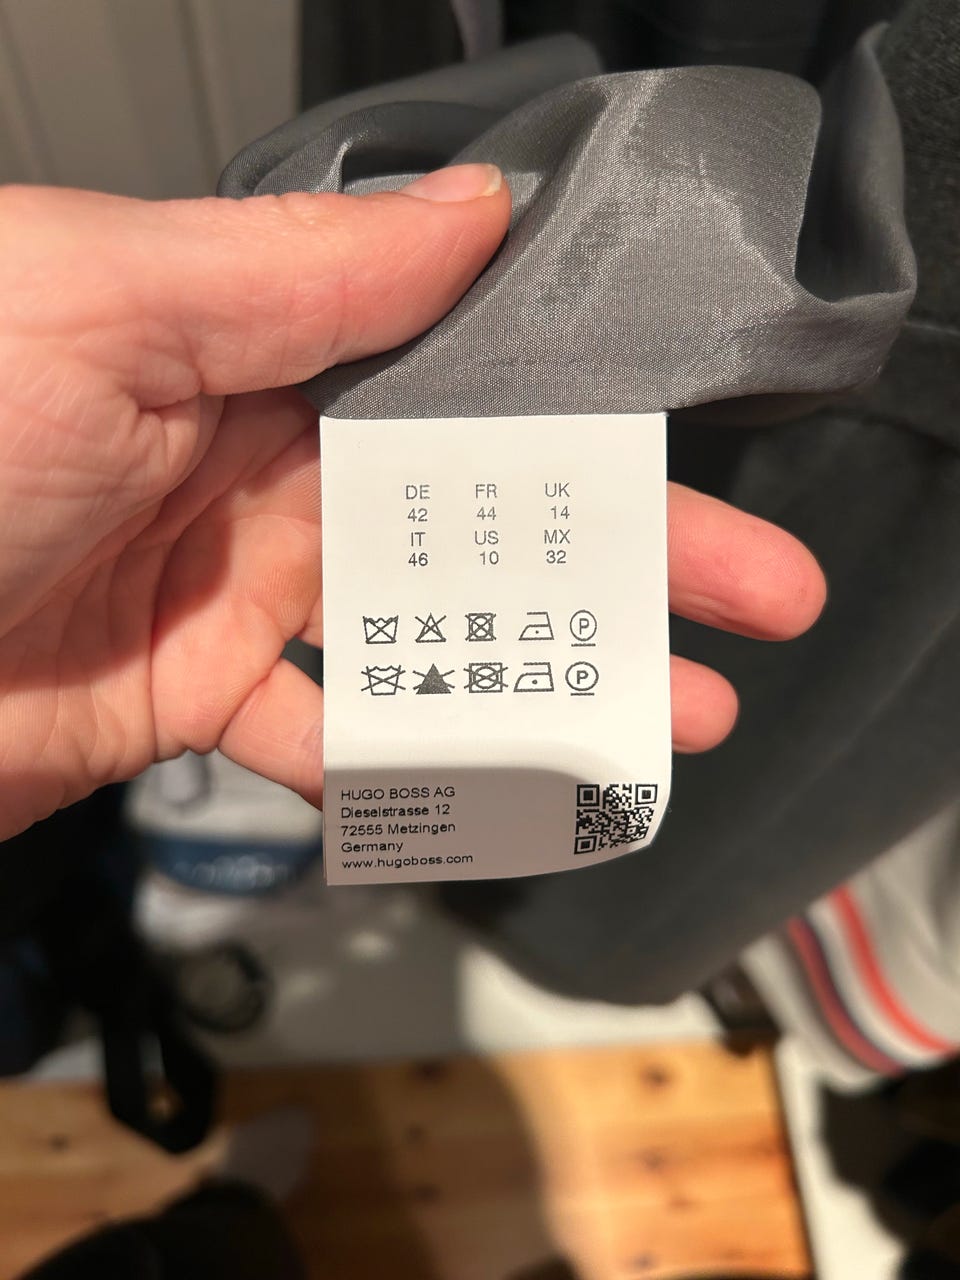 DE FR UK
42 44 14
IT US MX
46 10 32
P
P
HUGO BOSS AG
Dieselstrasse 12
72555 Metzingen
Germany
www.hugoboss.com